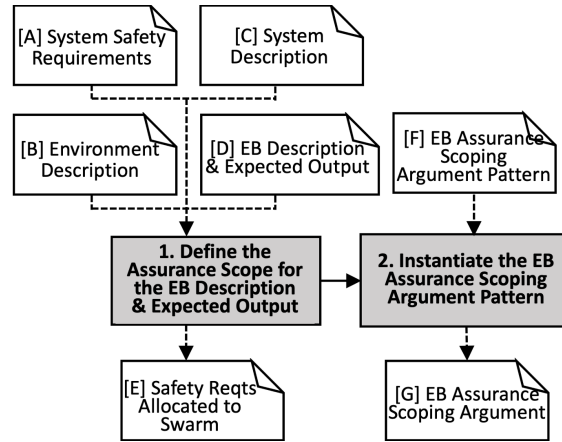 [A] System Safety
Requirements
[C] System
Description
[B] Environment
Description
[D] EB Description
& Expected Output
[F] EB Assurance
Scoping
Argument Pattern
1. Define the
Assurance Scope for
the EB Description
& Expected Output
2. Instantiate the EB
Assurance Scoping
Argument Pattern
[E] Safety Reqts
Allocated to
Swarm
[G] EB Assurance
Scoping Argument